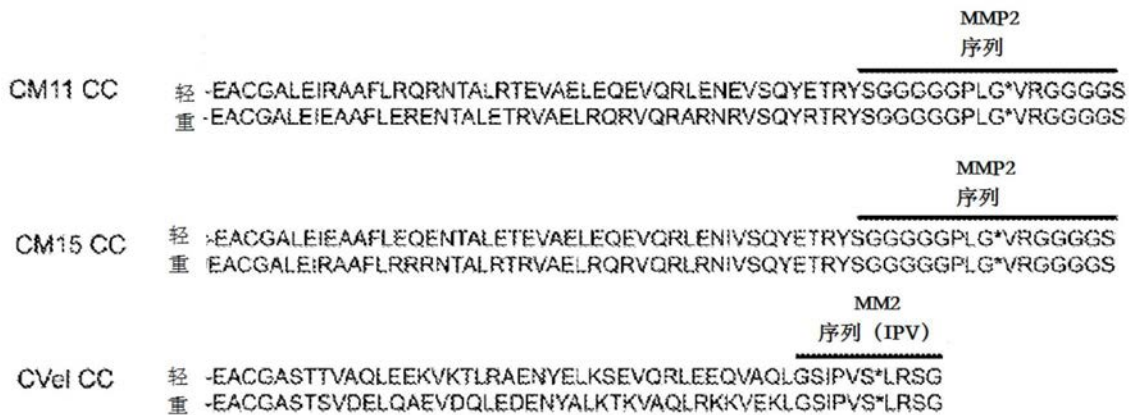 MMP2
序列
CM11 CC
轻 -EACGALEIRAAFLRQRNTALRTEVAELEQEVQRLENEVSQYETRYSGGGGGPLG*VRGGGGS
重 -EACGALEIEAAFLERENTALETRVAELRQRVQRARNRVSQYRTRYSGGGGGPLG*VRGGGGS
MMP2
序列
CM15 CC
轻 -EACGALEIEAAFLEQENTALETEVAELEQEVQRLENIVSQYETRYSGGGGGPLG*VRGGGGS
重 EACGALEIRAAFLRRRNTALRTRVAELRQRVQRLRNIVSQYETRYSGGGGGPLG*VRGGGGS
MM2
序列（IPV）
CVel CC
轻 -EACGASTTVAQLEEKVKTLRAENYELKSEVQRLEEQVAQLGSIPVS*LRSG
重 -EACGASTSVDELQAEVDQLEDENYALKTKVAQLRKKVEKLGSIPVS*LRSG